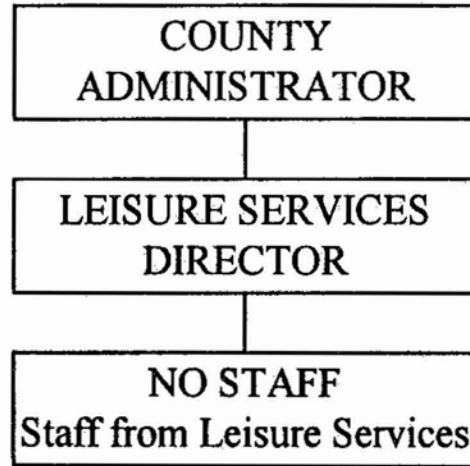 COUNTY
ADMINISTRATOR
LEISURE SERVICES
DIRECTOR
NO STAFF
Staff from Leisure Services